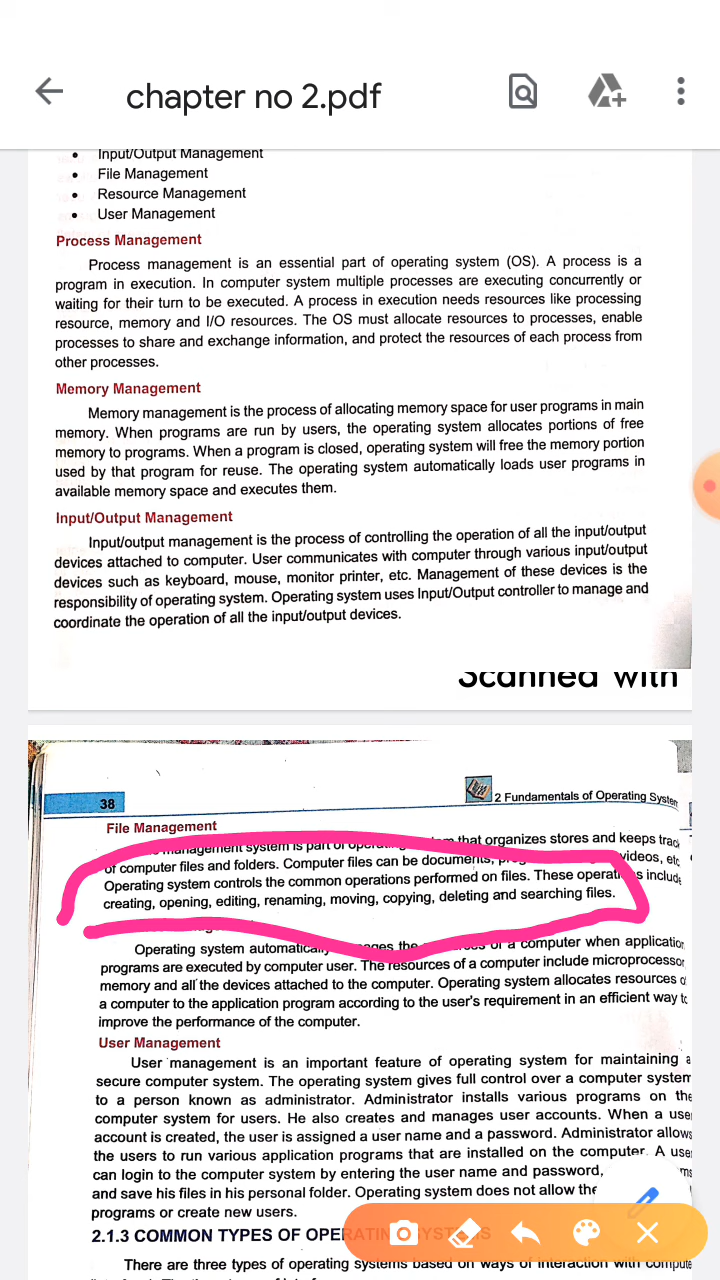 chapter no 2.pdf
• Input/Output Management
• File Management
• Resource Management
• User Management
Process Management
Process management is an essential part of operating system (OS). A process is a
program in execution. In computer system multiple processes are executing concurrently or
waiting for their turn to be executed. A process in execution needs resources like processing
resource, memory and I/O resources. The OS must allocate resources to processes, enable
processes to share and exchange information, and protect the resources of each process from
other processes.
Memory Management
Memory management is the process of allocating memory space for user programs in main
memory. When programs are run by users, the operating system allocates portions of free
memory to programs. When a program is closed, operating system will free the memory portion
used by that program for reuse. The operating system automatically loads user programs in
available memory space and executes them.
Input/Output Management
Input/output management is the process of controlling the operation of all the input/output
devices attached to computer. User communicates with computer through various input/output
devices such as keyboard, mouse, monitor printer, etc. Management of these devices is the
responsibility of operating system. Operating system uses Input/Output controller to manage and
coordinate the operation of all the input/output devices.
Scanned with
38
2 Fundamentals of Operating System
File Management
management system is part of that organizes stores and keeps track
of computer files and folders. Computer files can be documents, videos, etc
Operating system controls the common operations performed on files. These include
creating, opening, editing, renaming, moving, copying, deleting and searching files.
Operating system automatically the of a computer when application
programs are executed by computer user. The resources of a computer include microprocessor
memory and all the devices attached to the computer. Operating system allocates resources o
a computer to the application program according to the user's requirement in an efficient way to
improve the performance of the computer.
User Management
User management is an important feature of operating system for maintaining a
secure computer system. The operating system gives full control over a computer system
to a person known as administrator. Administrator installs various programs on the
computer system for users. He also creates and manages user accounts. When a use
account is created, the user is assigned a user name and a password. Administrator allows
the users to run various application programs that are installed on the computer. A use
can login to the computer system by entering the user name and password,
and save his files in his personal folder. Operating system does not allow the
programs or create new users.
2.1.3 COMMON TYPES OF OPERATING SYSTEMS
There are three types of operating systems based on ways of interaction with compute